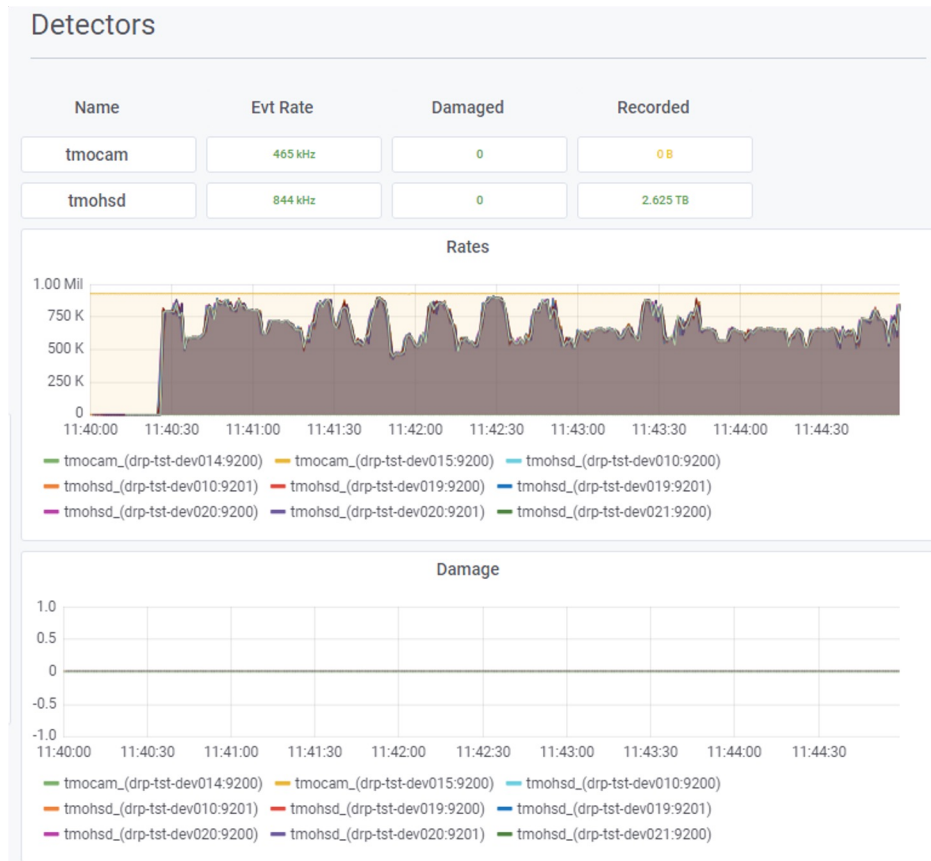 Detectors
Name Evt Rate Damaged Recorded
tmocam 465 kHz 0 0 B
tmohsd 844 kHz 0 2.625 TB
Rates
1.00 Mil
750 K
500 K
250 K
0
11:40:00 11:40:30 11:41:00 11:41:30 11:42:00 11:42:30 11:43:00 11:43:30 11:44:00 11:44:30
tmocam_(drp-tst-dev014:9200) tmocam_(drp-tst-dev015:9200) tmohsd_(drp-tst-dev010:9200)
tmohsd_(drp-tst-dev010:9201) tmohsd_(drp-tst-dev019:9200) tmohsd_(drp-tst-dev019:9201)
tmohsd_(drp-tst-dev020:9200) tmohsd_(drp-tst-dev020:9201) tmohsd_(drp-tst-dev021:9200)
Damage
1.0
0.5
0
-0.5
-1.0
11:40:00 11:40:30 11:41:00 11:41:30 11:42:00 11:42:30 11:43:00 11:43:30 11:44:00 11:44:30
tmocam_(drp-tst-dev014:9200) tmocam_(drp-tst-dev015:9200) tmohsd_(drp-tst-dev010:9200)
tmohsd_(drp-tst-dev010:9201) tmohsd_(drp-tst-dev019:9200) tmohsd_(drp-tst-dev019:9201)
tmohsd_(drp-tst-dev020:9200) tmohsd_(drp-tst-dev020:9201) tmohsd_(drp-tst-dev021:9200)